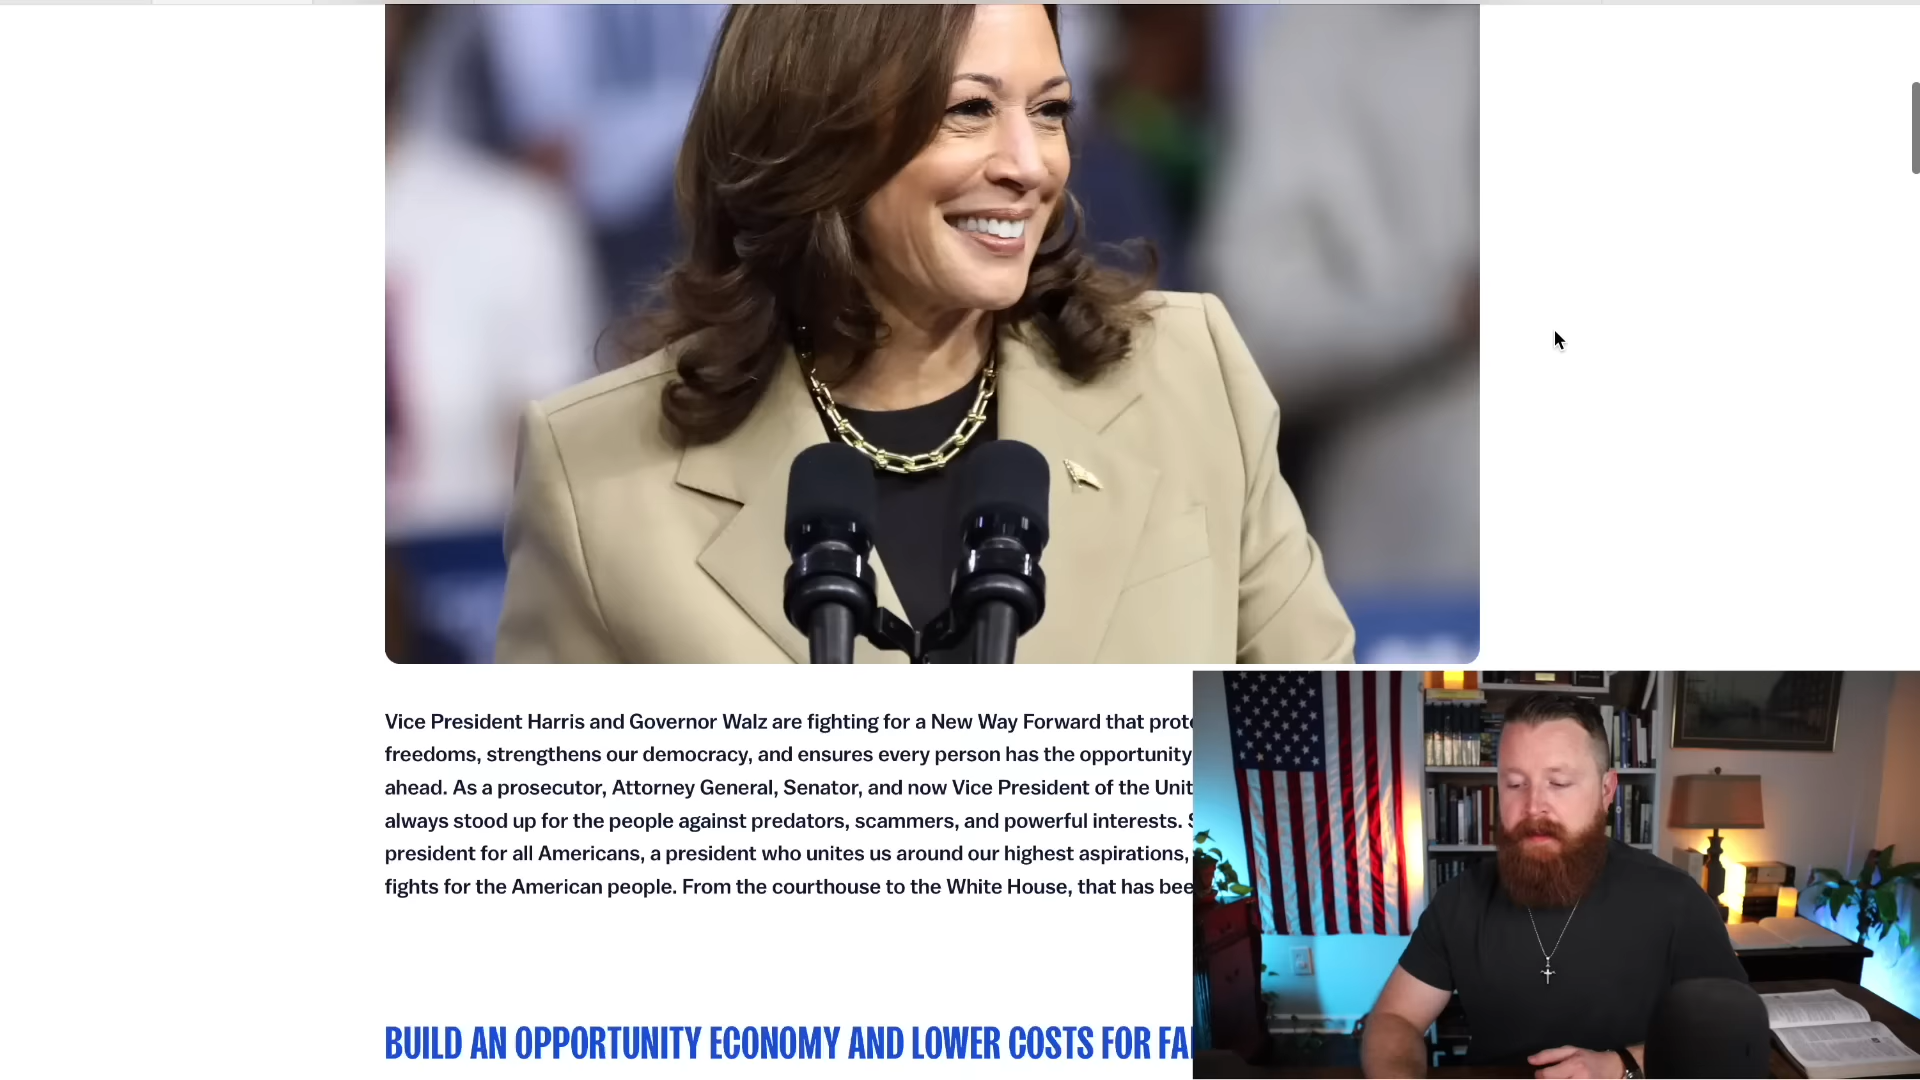 Vice President Harris and Governor Walz are fighting for a New Way Forward that
freedoms, strengthens our democracy, and ensures every person has the opportunity
ahead. As a prosecutor, Attorney General, Senator, and now Vice President of the
always stood up for the people against predators, scammers, and powerful interests.
president for all Americans, a president who unites us around our highest aspirations,
fights for the American people. From the courthouse to the White House, that has
BUILD AN OPPORTUNITY ECONOMY AND LOWER COSTS FOR